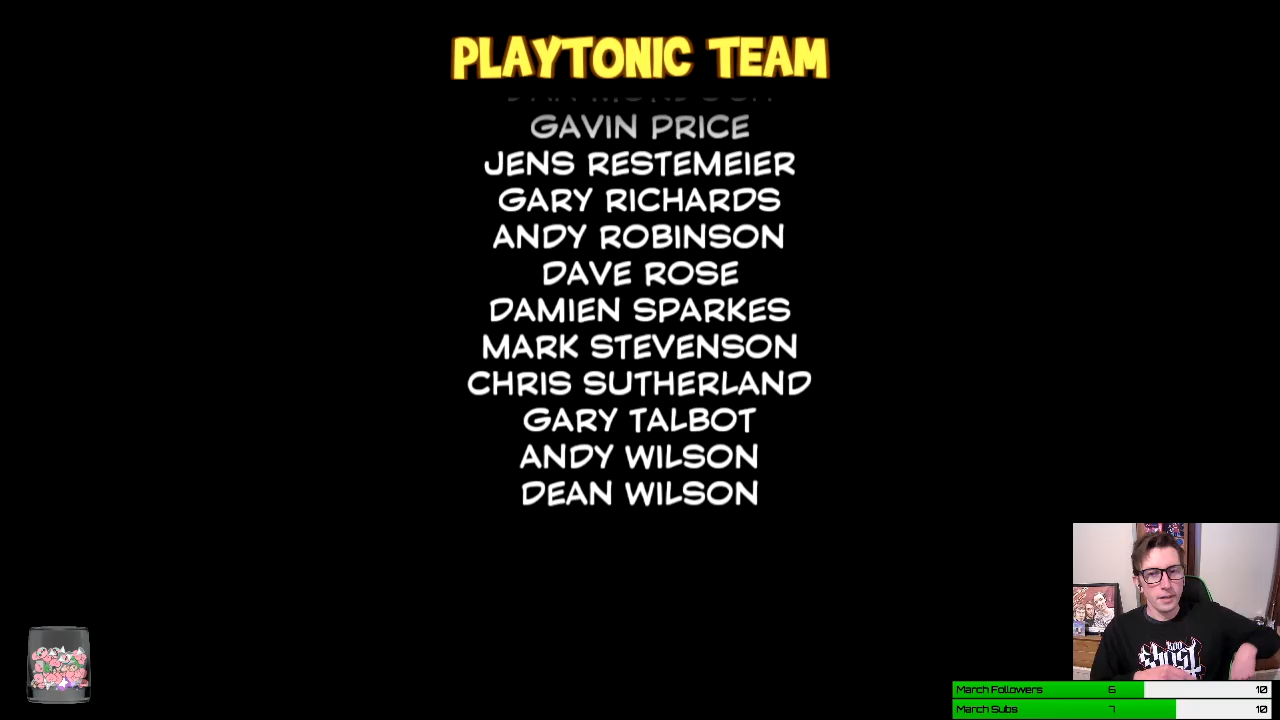 PLAYTONIC TEAM
GAVIN PRICE
JENS RESTEMEIER
GARY RICHARDS
ANDY ROBINSON
DAVE ROSE
DAMIEN SPARKES
MARK STEVENSON
CHRIS SUTHERLAND
GARY TALBOT
ANDY WILSON
DEAN WILSON
March Followers 6 10
March Subs 7 10